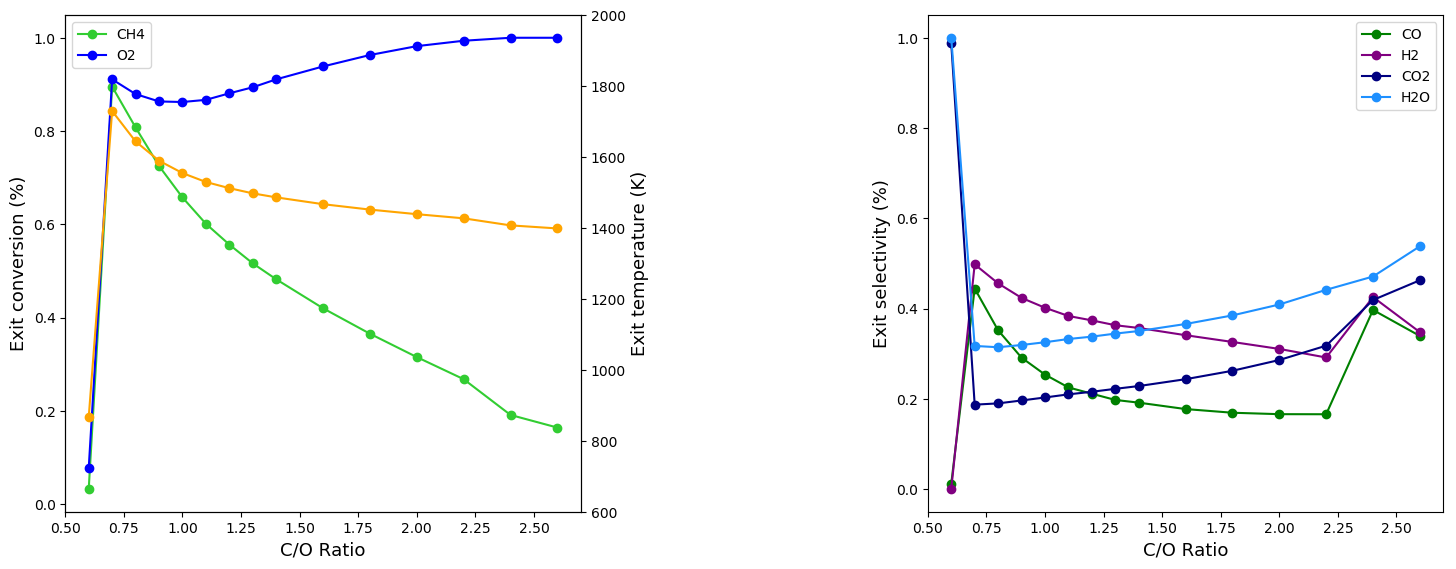 CH4
O2
1.0
0.8
0.6
0.4
0.2
0.0
Exit conversion (%)
0.50 0.75 1.00 1.25 1.50 1.75 2.00 2.25 2.50
C/O Ratio
2000
1800
1600
1400
1200
1000
800
600
Exit temperature (K)
CO
H2
CO2
H2O
1.0
0.8
0.6
0.4
0.2
0.0
Exit selectivity (%)
0.50 0.75 1.00 1.25 1.50 1.75 2.00 2.25 2.50
C/O Ratio